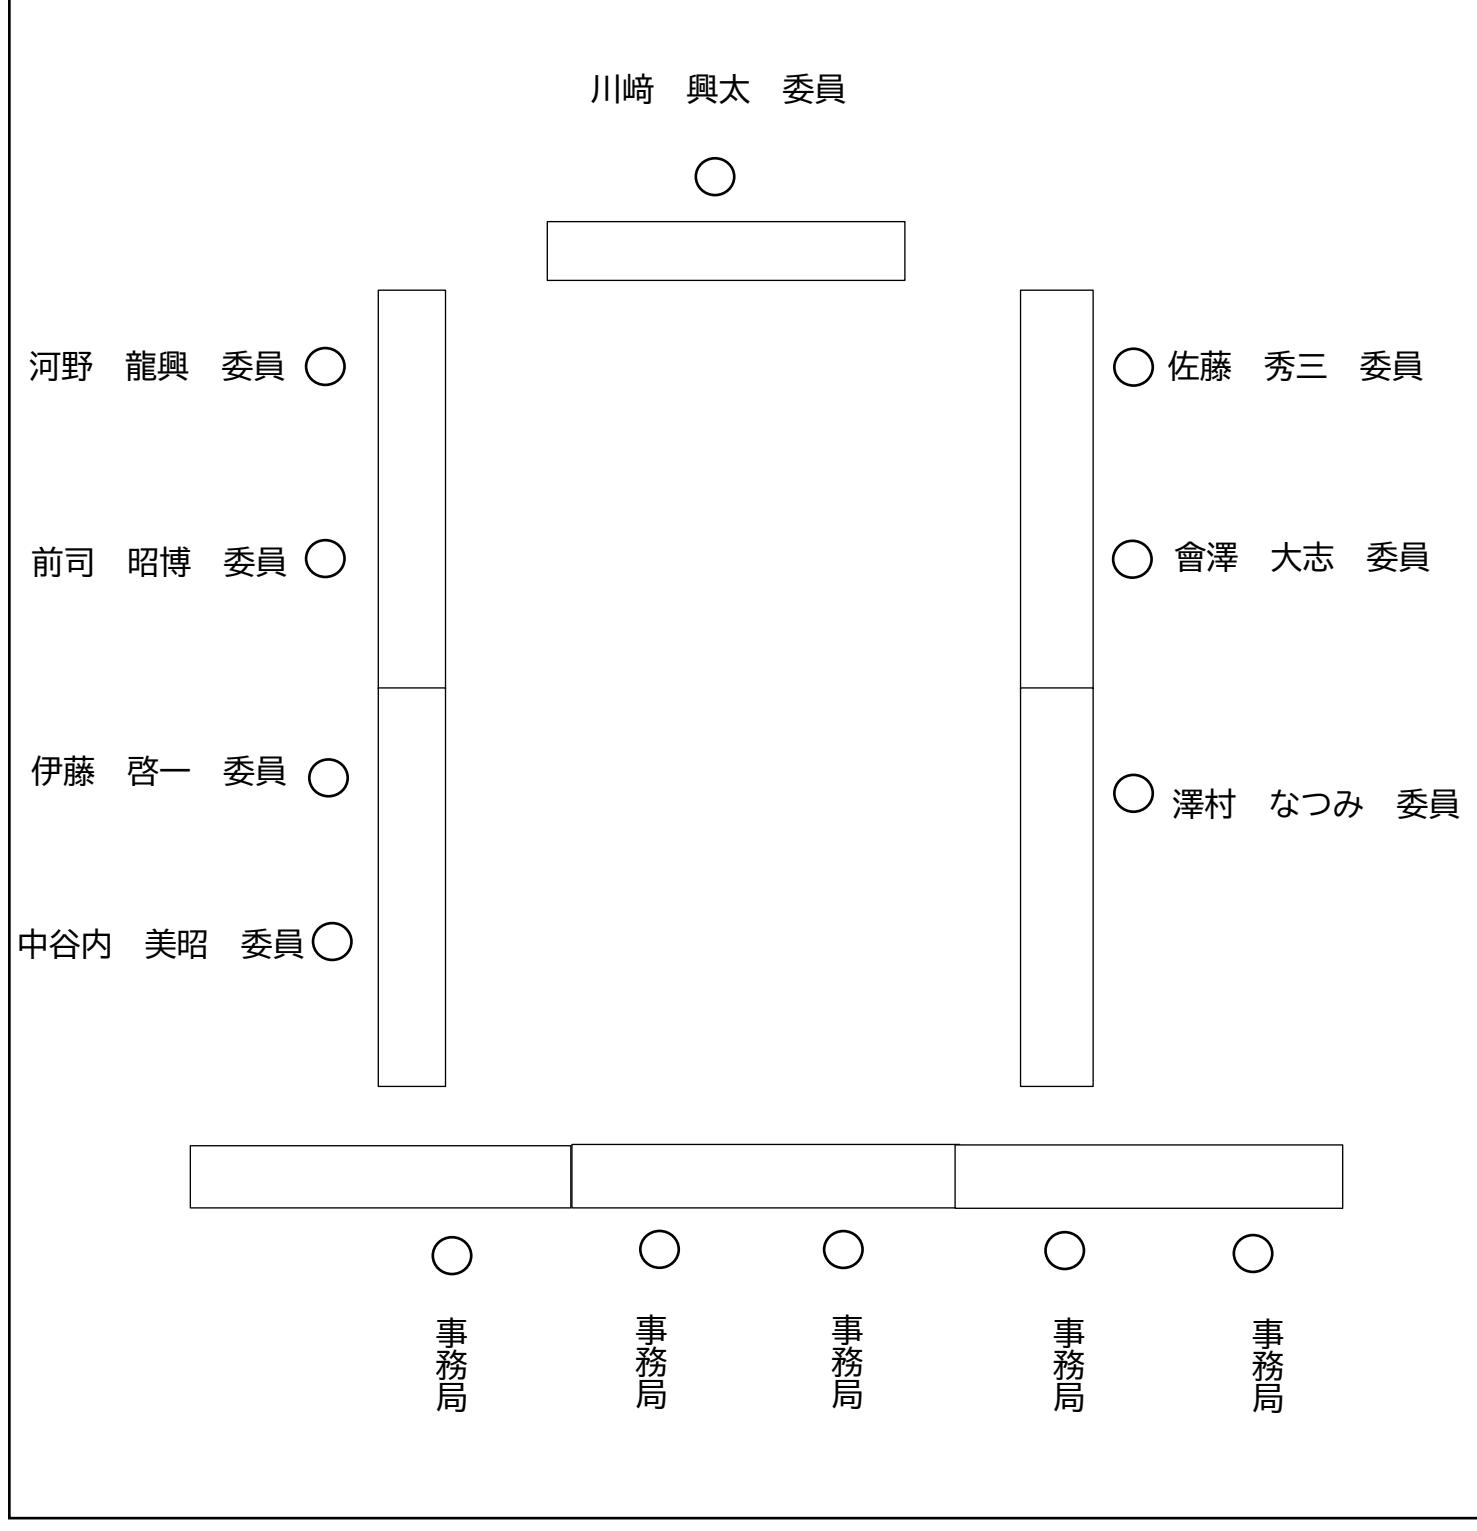 川﨑　興太　委員
河野　龍興　委員
佐藤　秀三　委員
前司　昭博　委員
會澤　大志　委員
伊藤　啓一　委員
澤村　なつみ　委員
中谷内　美昭　委員
事務局
事務局
事務局
事務局
事務局